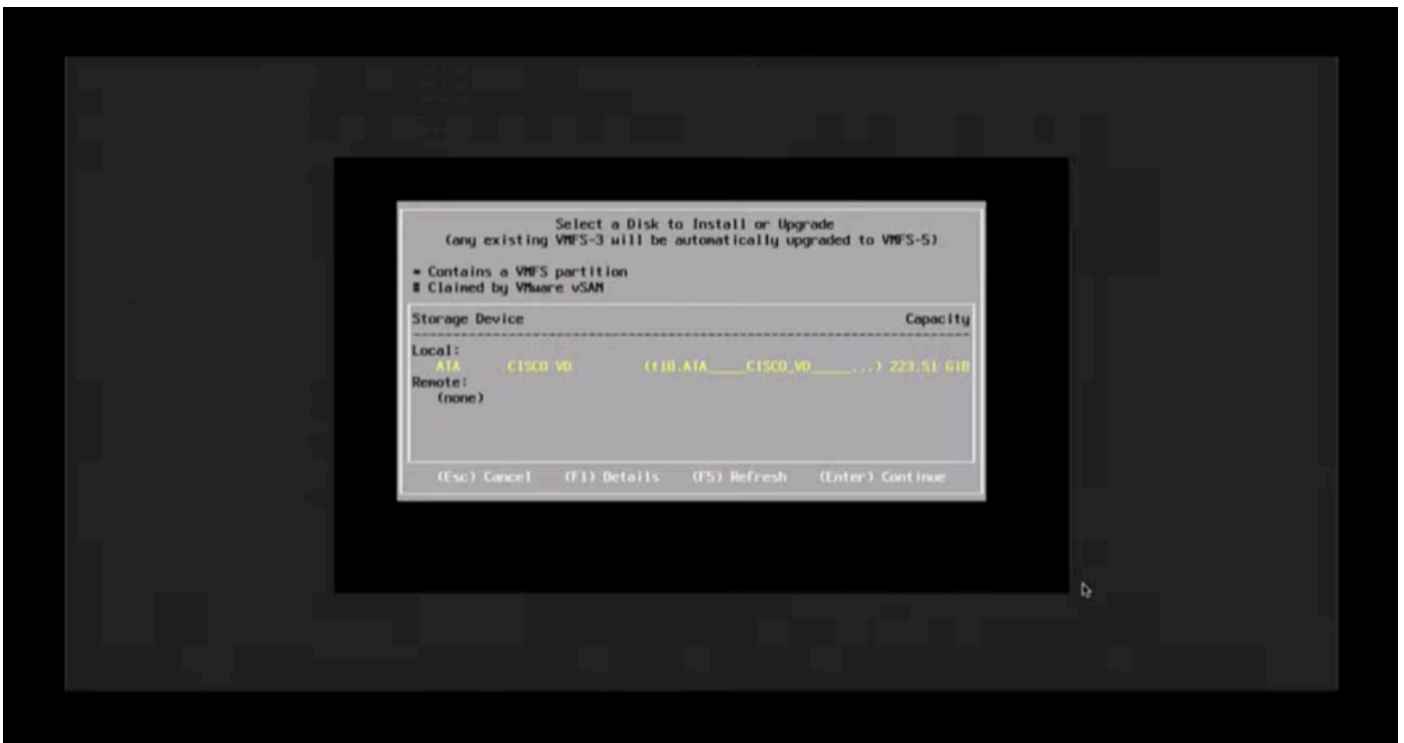 Select a Disk to Install or Upgrade
(any existing VMFS-3 will be automatically upgraded to VMFS-5)
* Contains a VMFS partition
# Claimed by VMware vSAN
Storage Device Capacity
Local:
ATA CISCO VD (t10.ATA_____CISCO_VD_____...) 223.51 GiB
Remote:
(none)
(Esc) Cancel (F1) Details (F5) Refresh (Enter) Continue